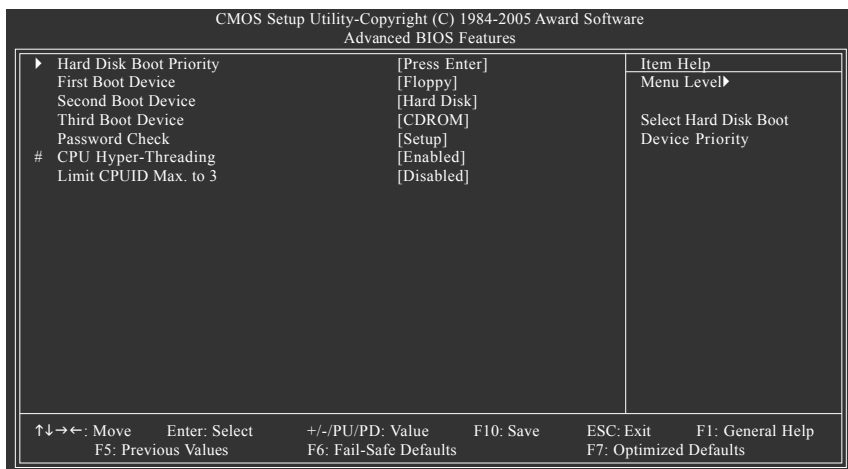 CMOS Setup Utility-Copyright (C) 1984-2005 Award Software
Advanced BIOS Features
Hard Disk Boot Priority [Press Enter] Item Help
First Boot Device [Floppy] Menu Level
Second Boot Device [Hard Disk]
Third Boot Device [CDROM] Select Hard Disk Boot
Password Check [Setup] Device Priority
# CPU Hyper-Threading [Enabled]
Limit CPUID Max. to 3 [Disabled]
↑↓→←: Move Enter: Select +/-/PU/PD: Value F10: Save ESC: Exit F1: General Help
F5: Previous Values F6: Fail-Safe Defaults F7: Optimized Defaults